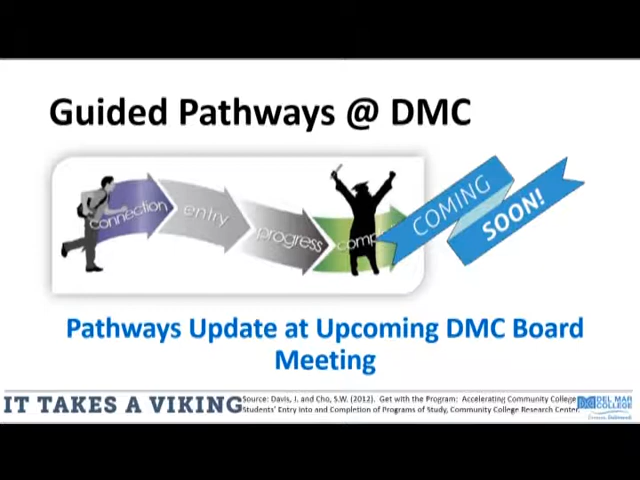 Guided Pathways @ DMC
connection
entry
progress
COMING
SOON!
Pathways Update at Upcoming DMC Board
Meeting
IT TAKES A VIKING
Source: Davis, J. and Cho, S.W. (2012). Get with the Program: Accelerating Community College
Students' Entry into and Completion of Programs of Study, Community College Research Center.
DEL MAR
COLLEGE